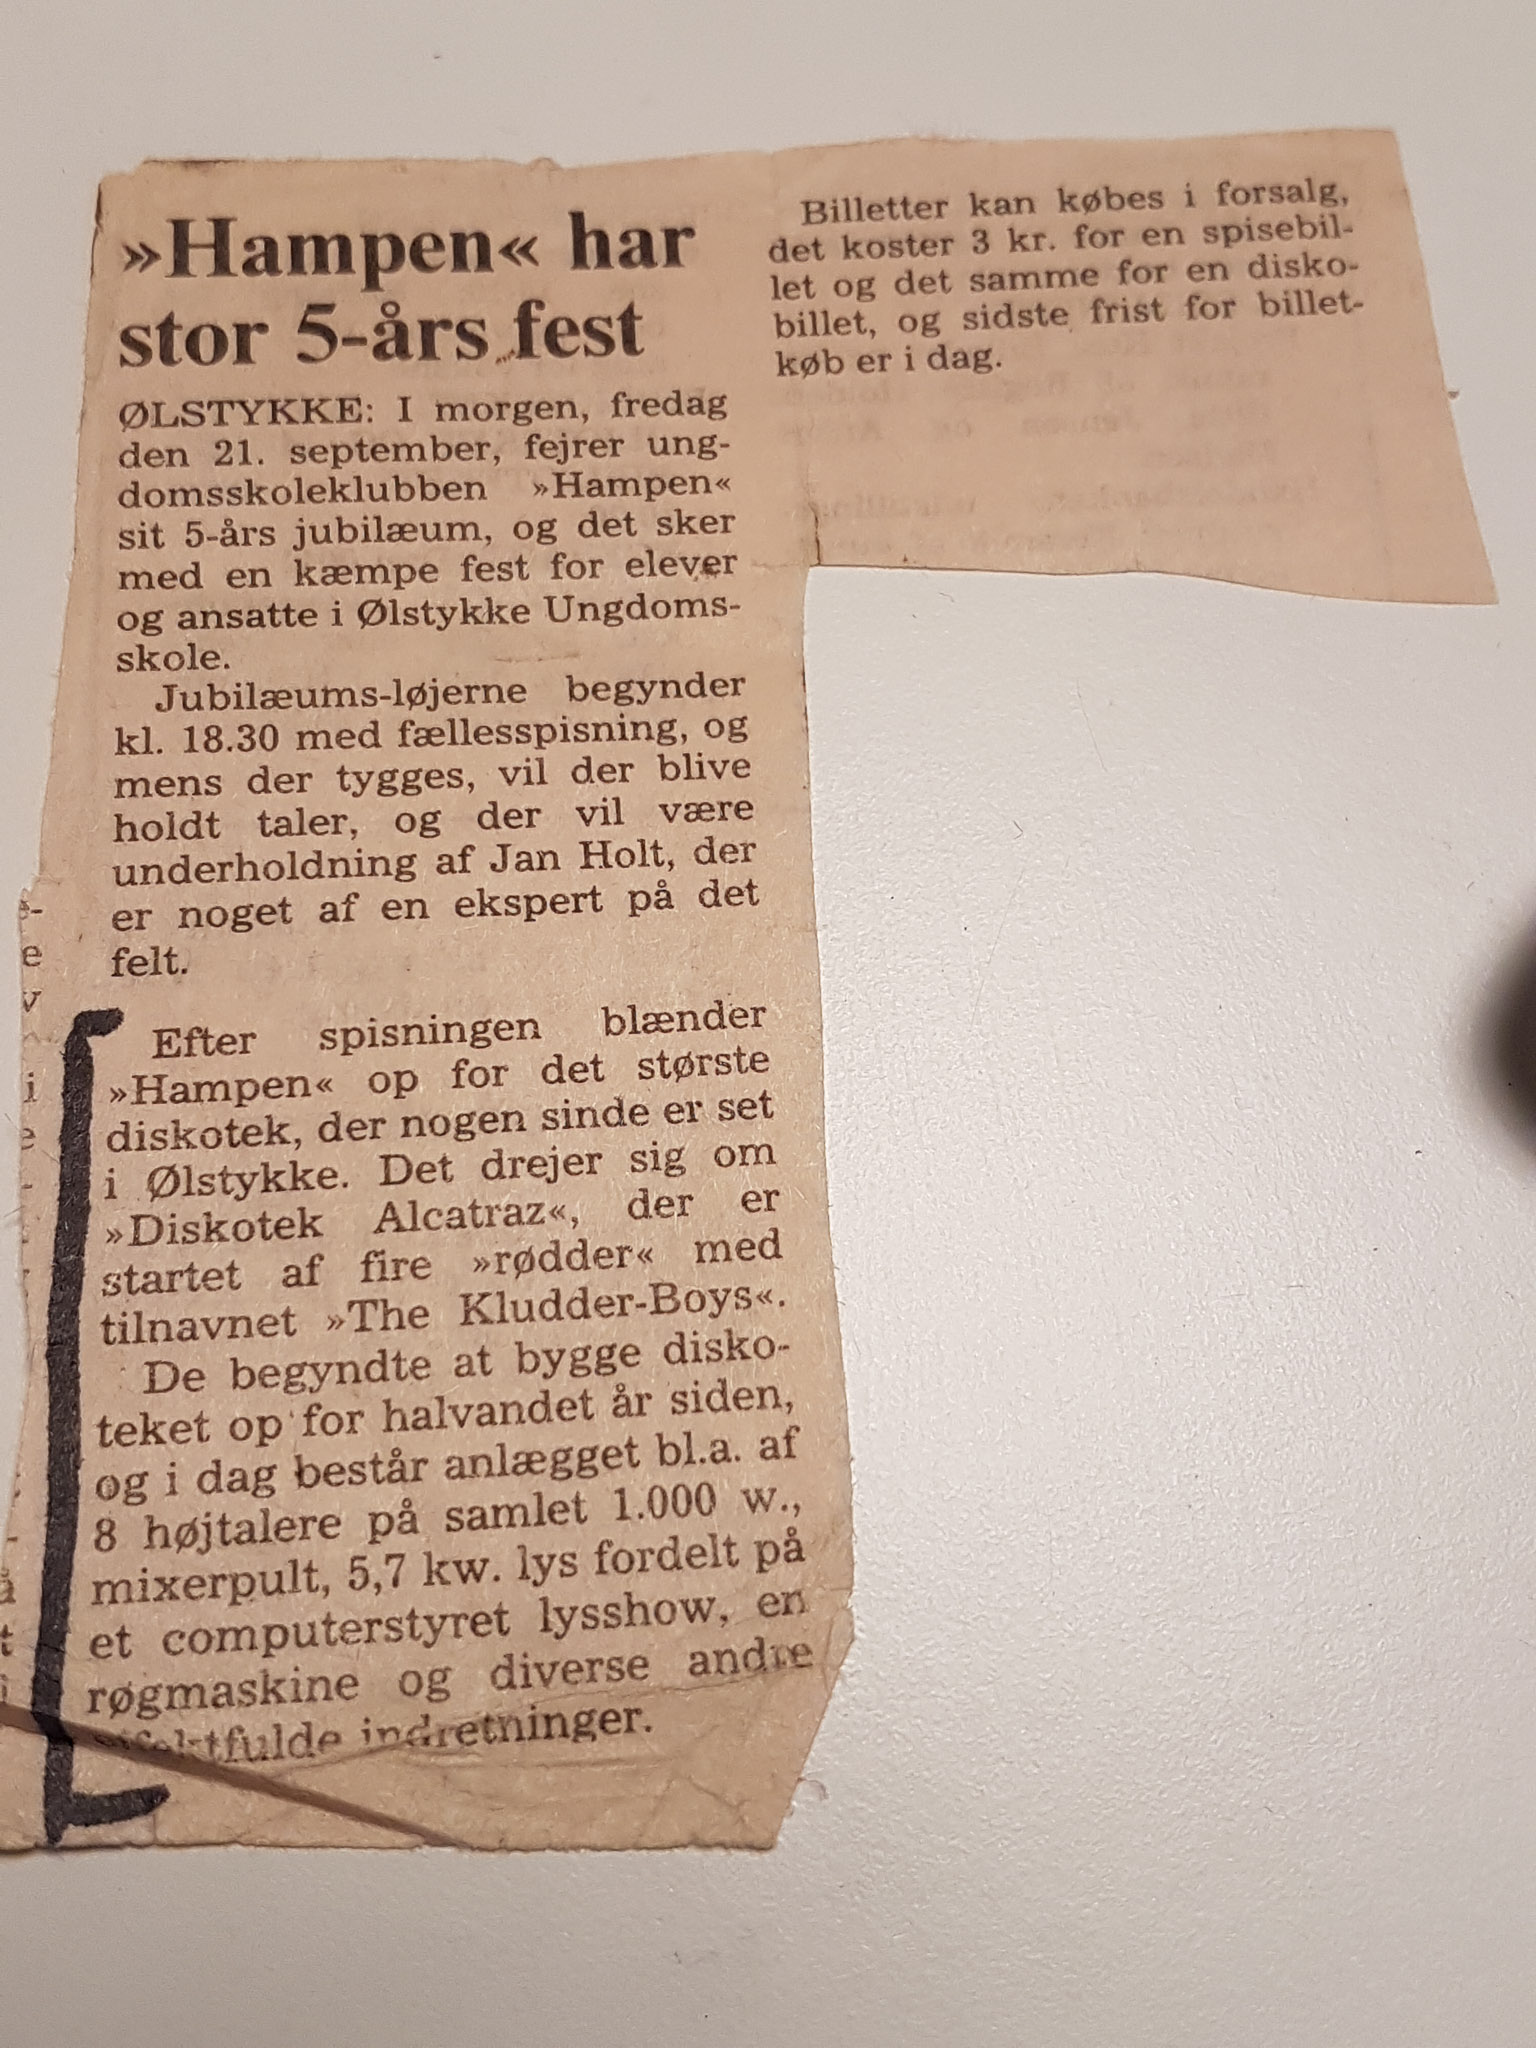 »Hampen« har
stor 5-års fest
ØLSTYKKE: I morgen, fredag
den 21. september, fejrer ung-
domsskoleklubben »Hampen«
sit 5-års jubilæum, og det sker
med en kæmpe fest for elever
og ansatte i Ølstykke Ungdoms-
skole.
Jubilæums-løjerne begynder
kl. 18.30 med fællesspisning, og
mens der tygges, vil der blive
holdt taler, og der vil være
underholdning af Jan Holt, der
er noget af en ekspert på det
felt.
Efter spisningen blænder
»Hampen« op for det største
diskotek, der nogen sinde er set
i Ølstykke. Det drejer sig om
»Diskotek Alcatraz«, der er
startet af fire »rødder« med
tilnavnet »The Kludder-Boys«.
De begyndte at bygge disko-
teket op for halvandet år siden,
og i dag består anlægget bl.a. af
8 højtalere på samlet 1.000 w.,
mixerpult, 5,7 kw. lys fordelt på
et computerstyret lysshow, en
røgmaskine og diverse andre
effektfulde indretninger.
Billetter kan købes i forsalg,
det koster 3 kr. for en spisebil-
let og det samme for en disko-
billet, og sidste frist for billet-
køb er i dag.